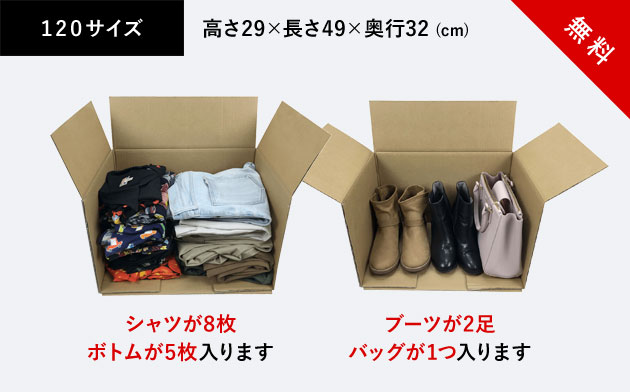 120サイズ
高さ29×長さ49×奥行32 (cm)
無料
シャツが8枚
ボトムが5枚入ります
ブーツが2足
バッグが1つ入ります